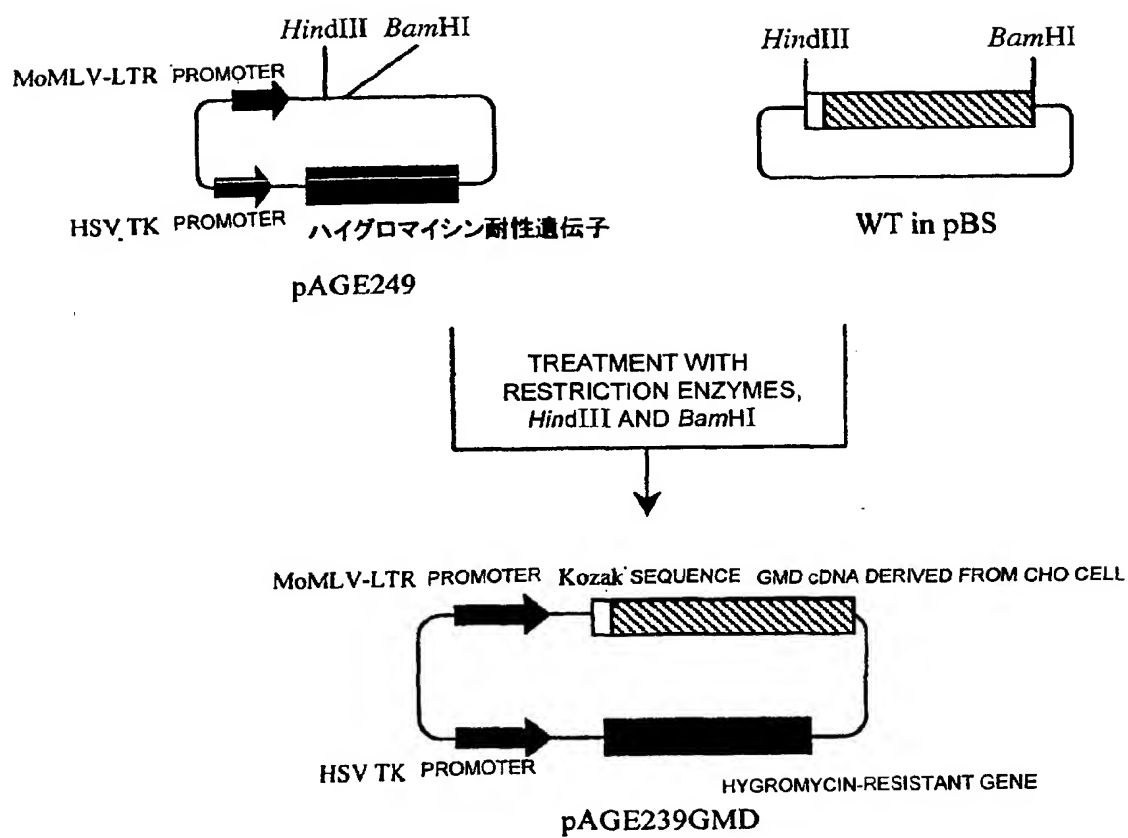 HindIII BamHI
MoMLV-LTR PROMOTER
HSV TK PROMOTER
ハイグロマイシン耐性遺伝子
pAGE249
HindIII BamHI
WT in pBS
TREATMENT WITH
RESTRICTION ENZYMES,
HindIII AND BamHI
MoMLV-LTR PROMOTER Kozak SEQUENCE GMD cDNA DERIVED FROM CHO CELL
HSV TK PROMOTER
HYGROMYCIN-RESISTANT GENE
pAGE239GMD